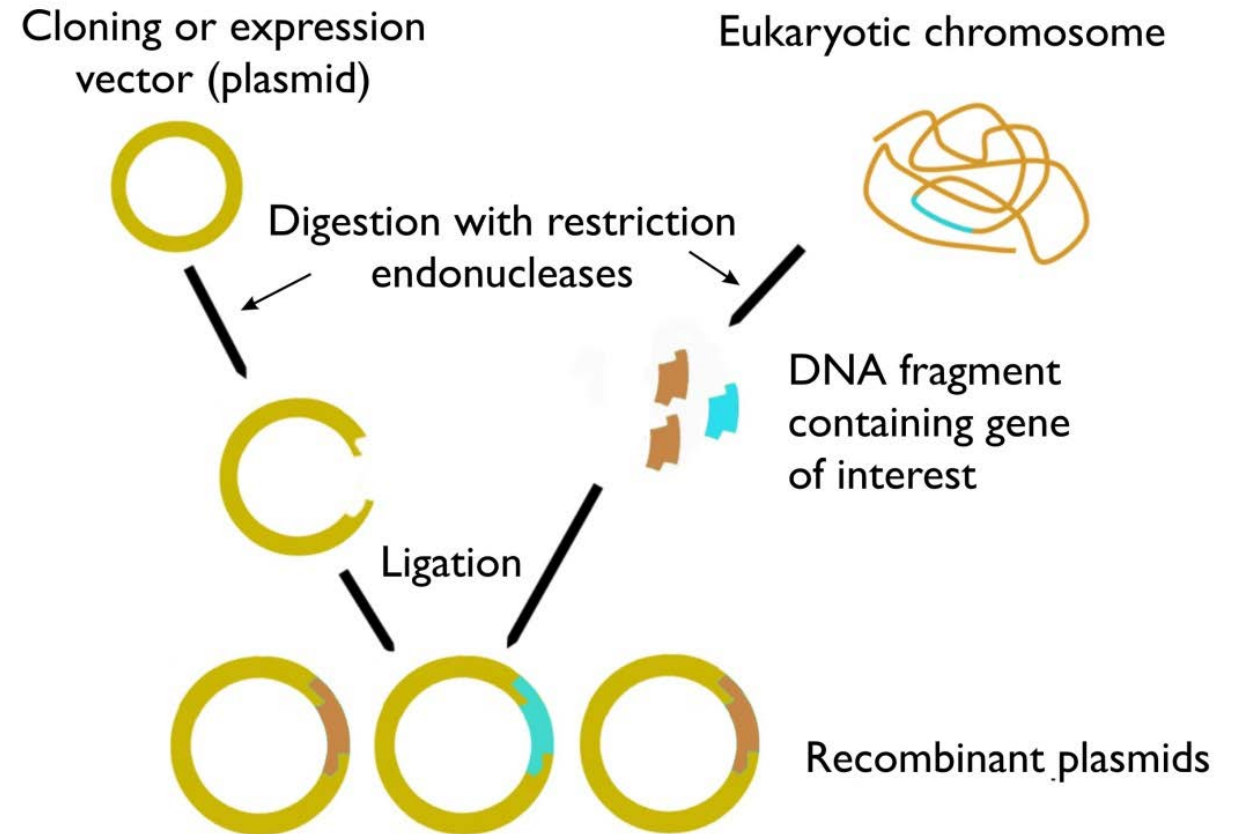 Cloning or expression
vector (plasmid)
Eukaryotic chromosome
Digestion with restriction
endonucleases
DNA fragment
containing gene
of interest
Ligation
Recombinant plasmids